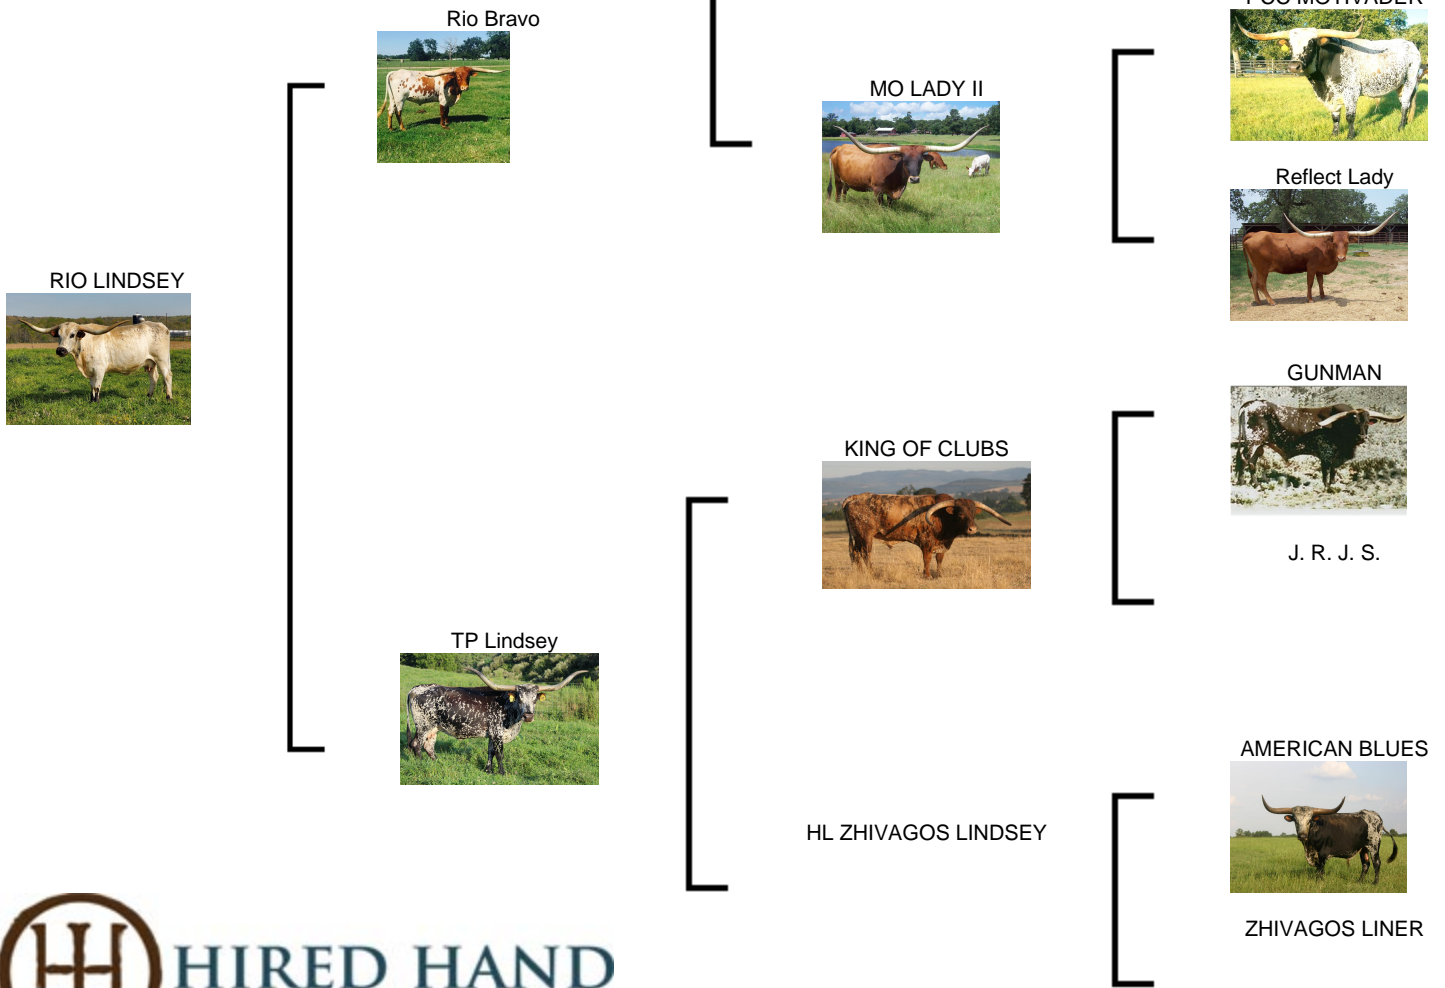 Rio Bravo
MO LADY II
Reflect Lady
RIO LINDSEY
GUNMAN
KING OF CLUBS
J. R. J. S.
TP Lindsey
AMERICAN BLUES
HL ZHIVAGOS LINDSEY
ZHIVAGOS LINER
HIRED HAND